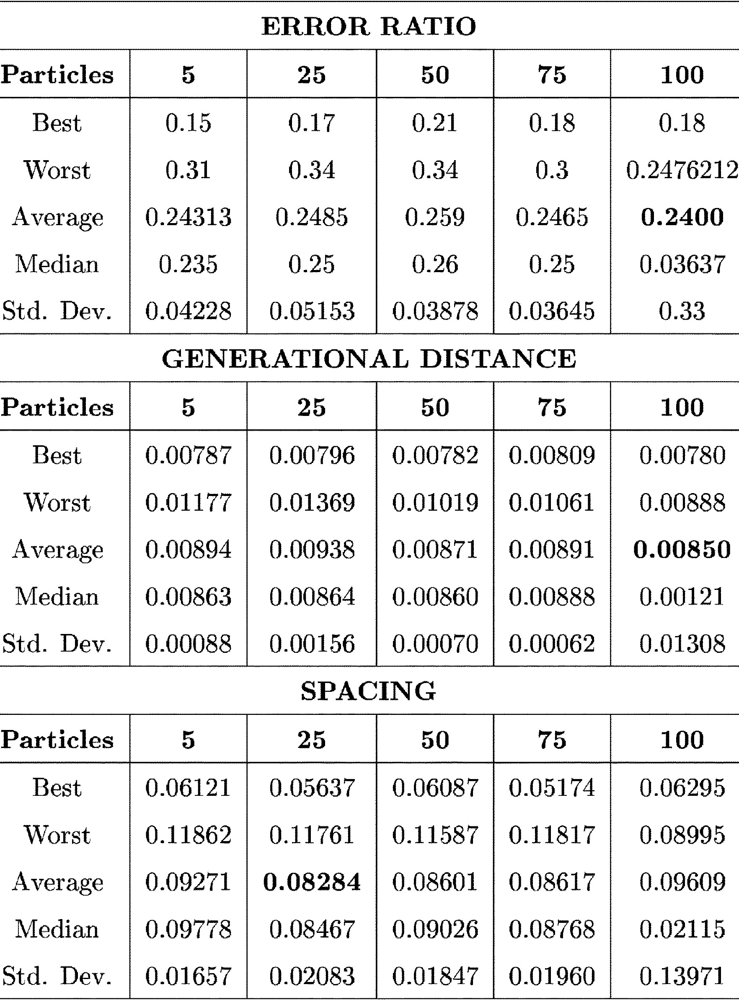 ERROR RATIO
Particles 5 25 50 75 100
Best 0.15 0.17 0.21 0.18 0.18
Worst 0.31 0.34 0.34 0.3 0.2476212
Average 0.24313 0.2485 0.259 0.2465 0.2400
Median 0.235 0.25 0.26 0.25 0.03637
Std. Dev. 0.04228 0.05153 0.03878 0.03645 0.33
GENERATIONAL DISTANCE
Particles 5 25 50 75 100
Best 0.00787 0.00796 0.00782 0.00809 0.00780
Worst 0.01177 0.01369 0.01019 0.01061 0.00888
Average 0.00894 0.00938 0.00871 0.00891 0.00850
Median 0.00863 0.00864 0.00860 0.00888 0.00121
Std. Dev. 0.00088 0.00156 0.00070 0.00062 0.01308
SPACING
Particles 5 25 50 75 100
Best 0.06121 0.05637 0.06087 0.05174 0.06295
Worst 0.11862 0.11761 0.11587 0.11817 0.08995
Average 0.09271 0.08284 0.08601 0.08617 0.09609
Median 0.09778 0.08467 0.09026 0.08768 0.02115
Std. Dev. 0.01657 0.02083 0.01847 0.01960 0.13971